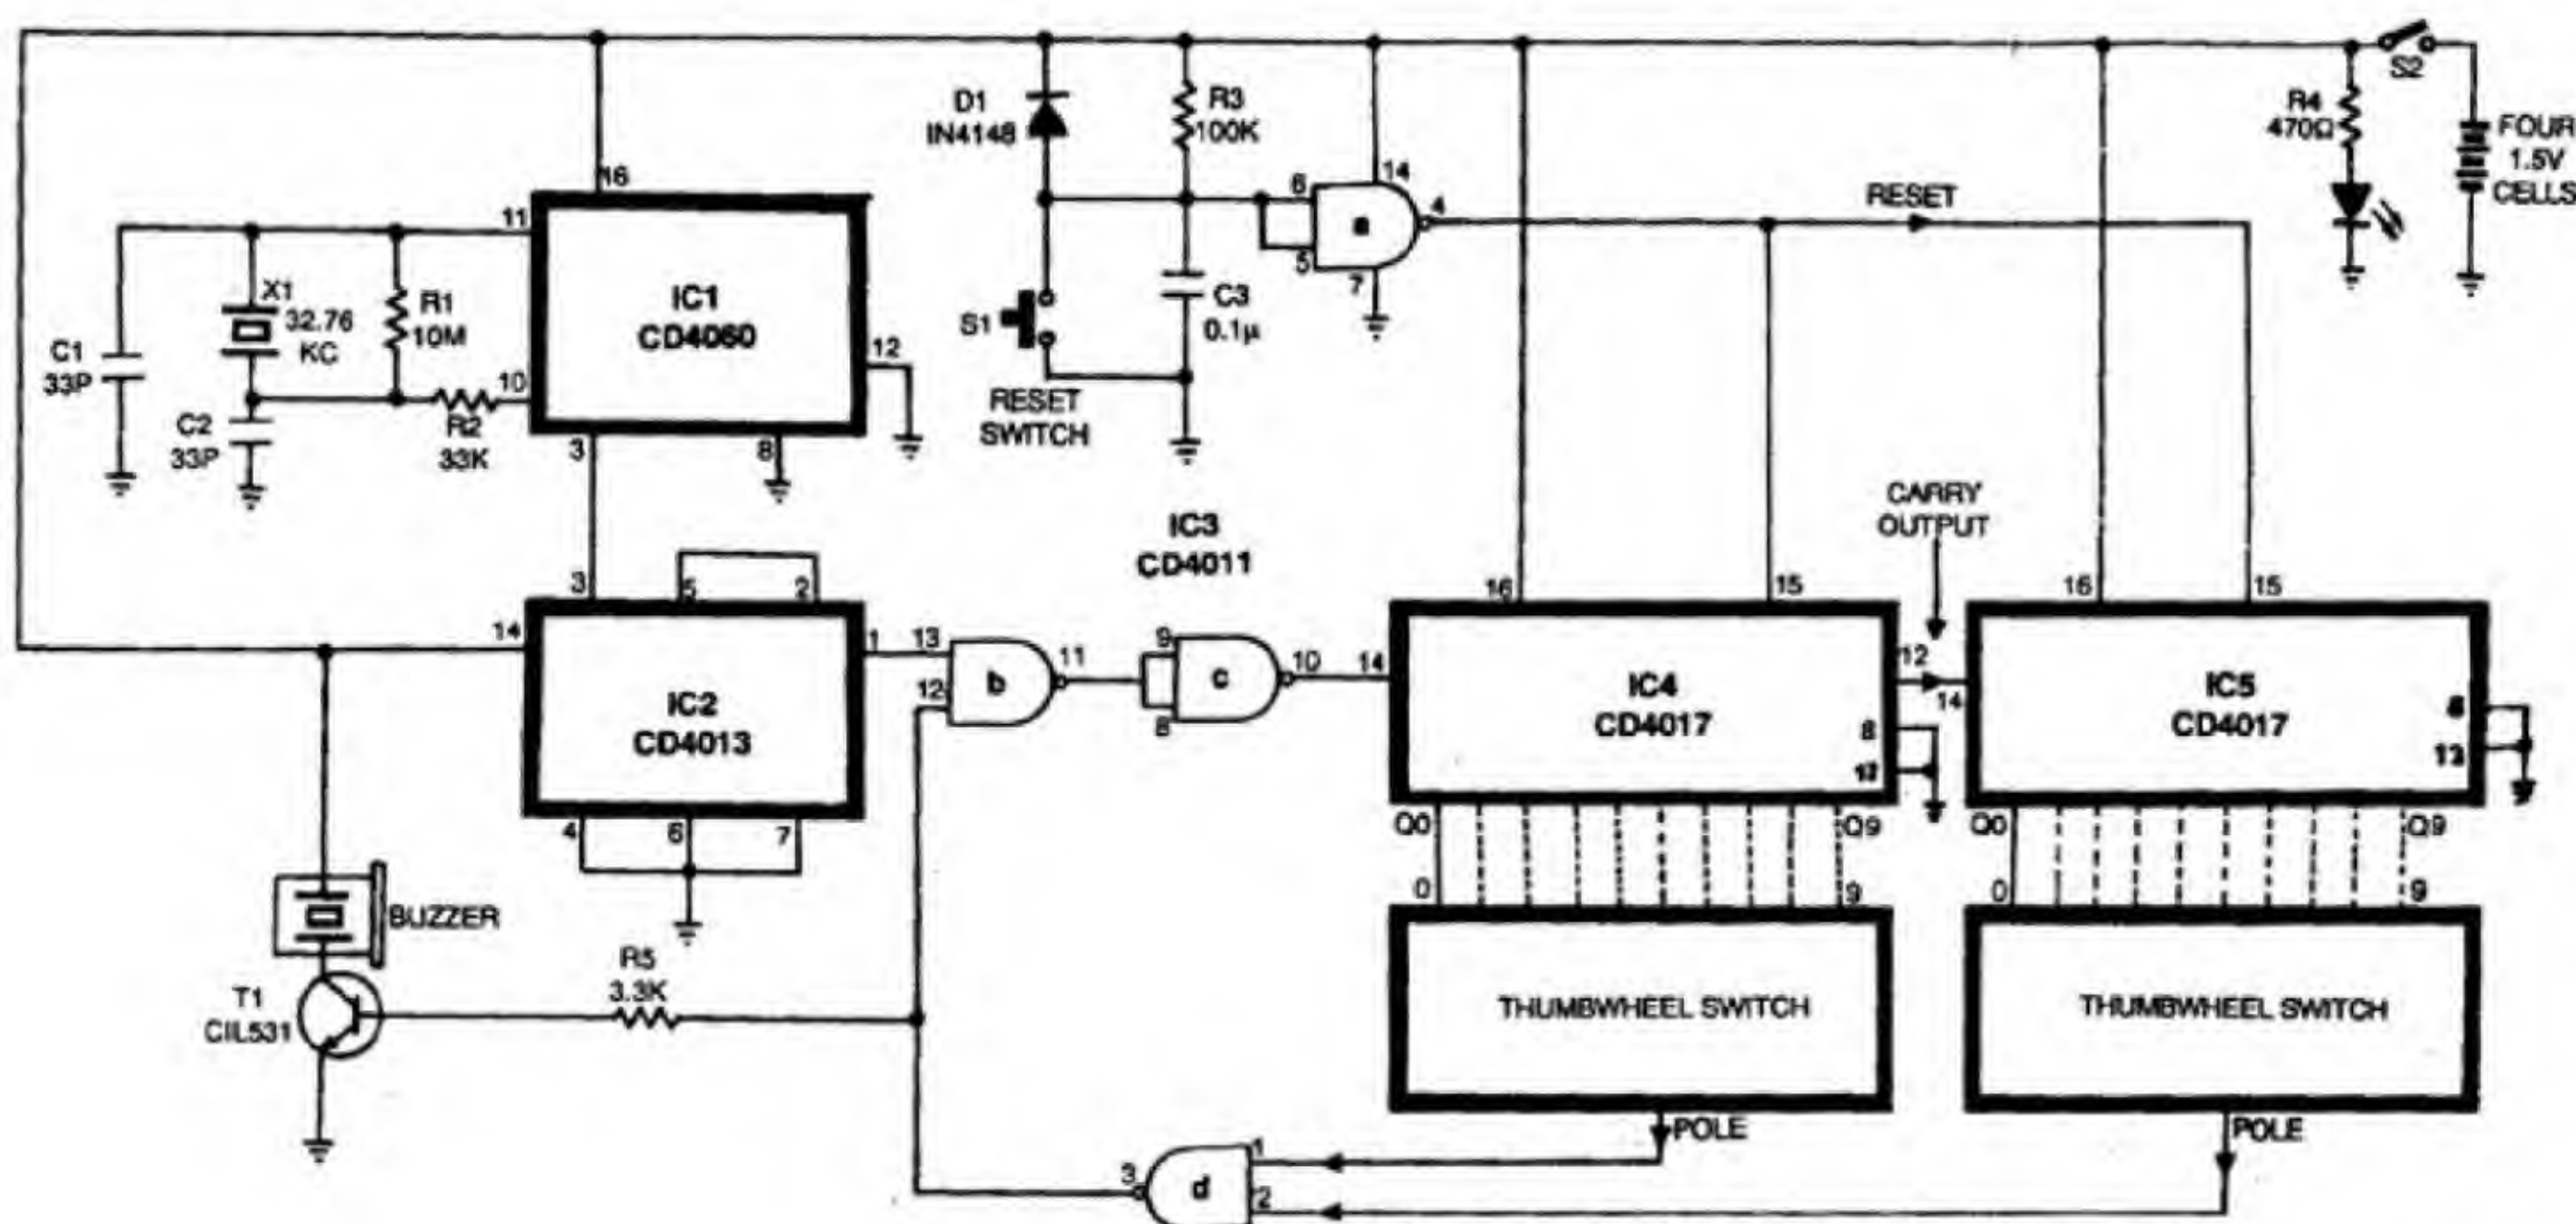 D1
IN4148
R3
100K
R4
470Ω
S2
FOUR
1.5V
CELLS
16
6
14
4
RESET
11
a
5
7
X1
32.76
KC
R1
10M
IC1
CD4060
S1
C3
0.1µ
C1
33P
12
10
RESET
SWITCH
C2
33P
R2
33K
3
8
CARRY
OUTPUT
IC3
CD4011
3
5
2
16
15
16
15
14
1
13
11
9
10
14
12
12
b
c
8
14
IC2
CD4013
IC4
CD4017
8
IC5
CD4017
13
4
6
7
Q0
Q9
Q0
Q9
0
9
0
9
BUZZER
R5
3.3K
T1
CIL531
THUMBWHEEL SWITCH
THUMBWHEEL SWITCH
POLE
POLE
3
d
1
2